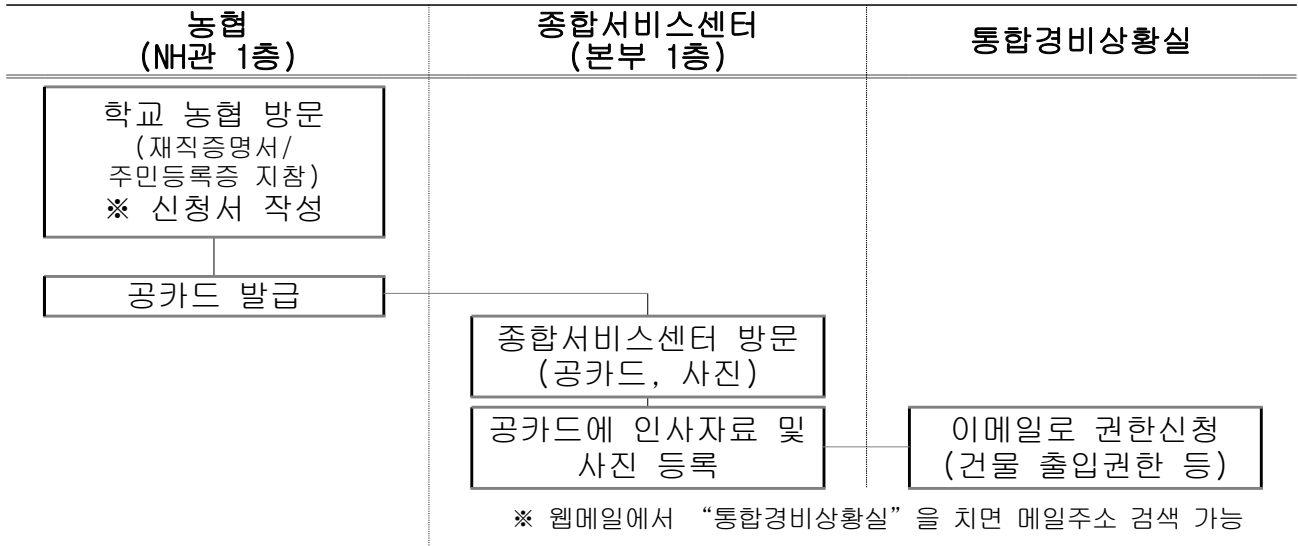 농협
(NH관 1층)
종합서비스센터
(본부 1층)
통합경비상황실
학교 농협 방문
(재직증명서/
주민등록증 지참)
※ 신청서 작성
공카드 발급
종합서비스센터 방문
(공카드, 사진)
공카드에 인사자료 및
사진 등록
이메일로 권한신청
(건물 출입권한 등)
※ 웹메일에서 “통합경비상황실”을 치면 메일주소 검색 가능